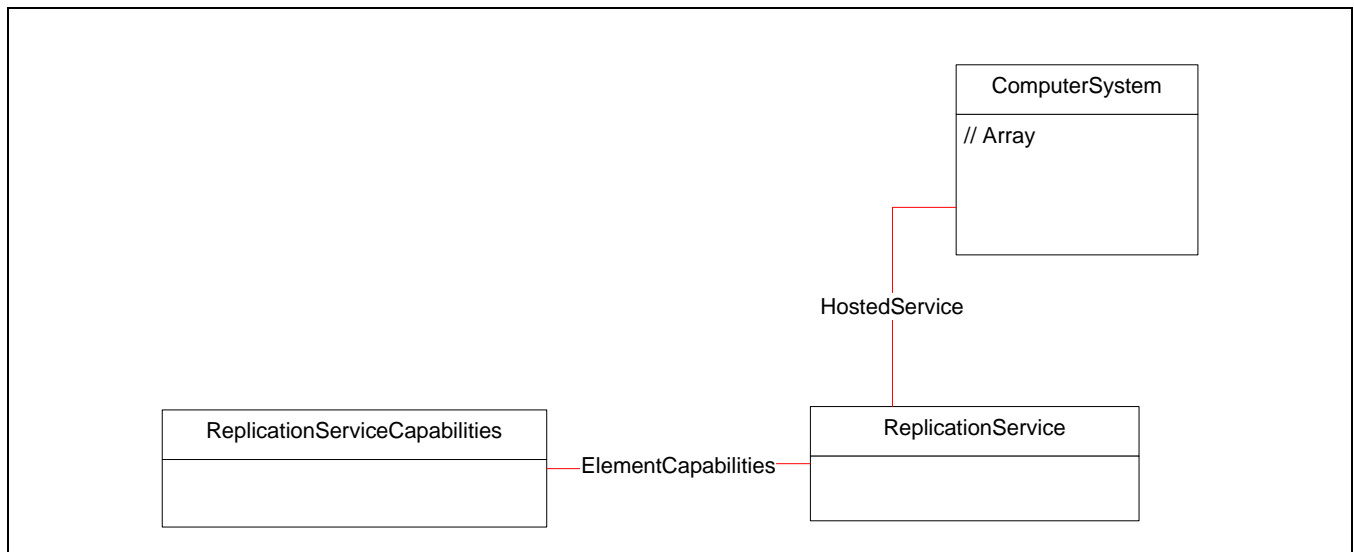 ComputerSystem
// Array
HostedService
ReplicationServiceCapabilities
ElementCapabilities
ReplicationService